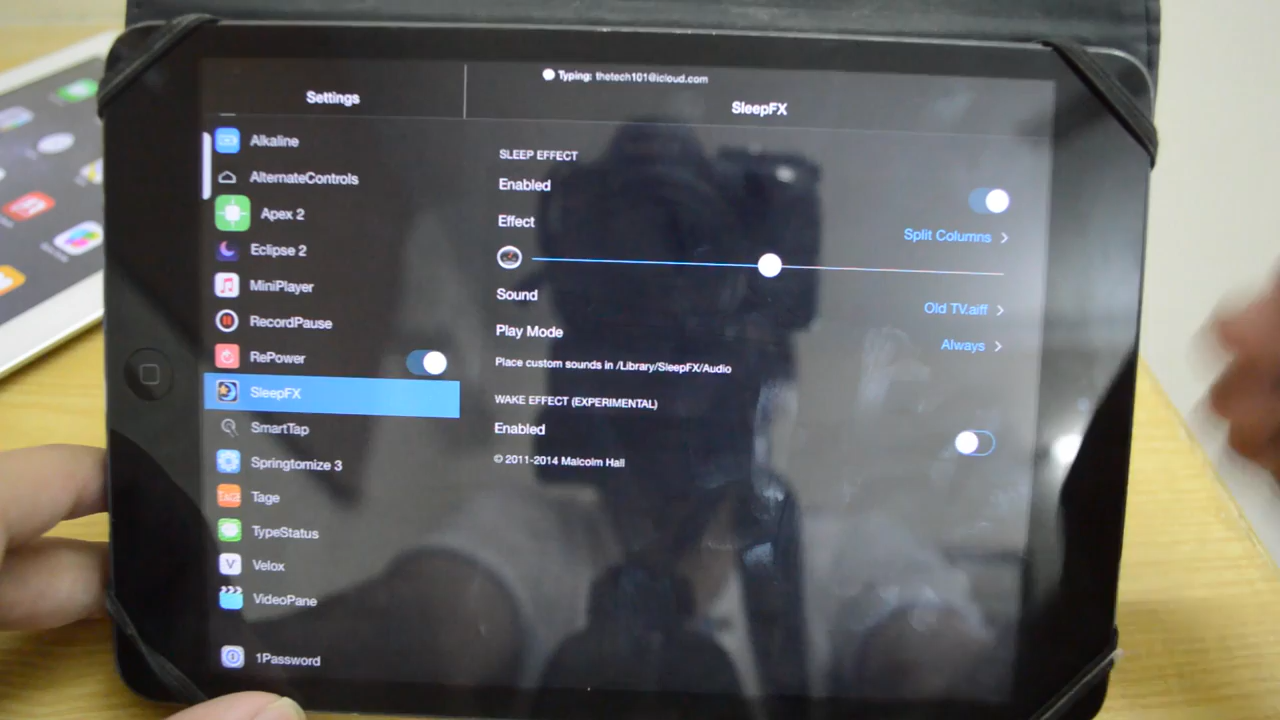 Typing: thetech101@icloud.com
Settings
SleepFX
Alkaline
AlternateControls
Apex 2
Eclipse 2
MiniPlayer
RecordPause
RePower
SleepFX
SmartTap
Springtomize 3
TAGE Tage
TypeStatus
V Velox
VideoPane
1Password
SLEEP EFFECT
Enabled
Effect Split Columns
Sound Old TV.aiff
Play Mode Always
Place custom sounds in /Library/SleepFX/Audio
WAKE EFFECT (EXPERIMENTAL)
Enabled
© 2011-2014 Malcolm Hall